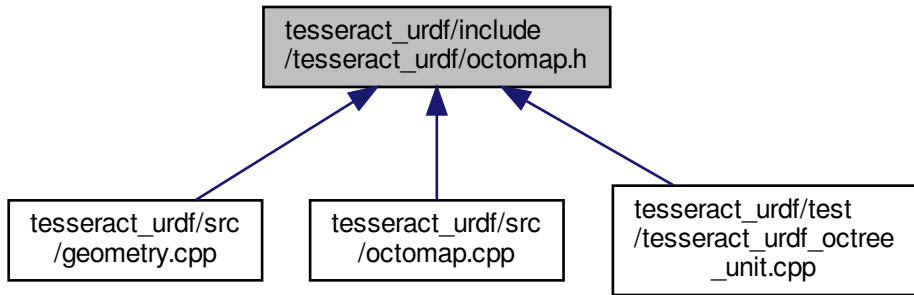 tesseract_urdf/include
/tesseract_urdf/octomap.h
tesseract_urdf/src
/geometry.cpp
tesseract_urdf/src
/octomap.cpp
tesseract_urdf/test
/tesseract_urdf_octree
_unit.cpp